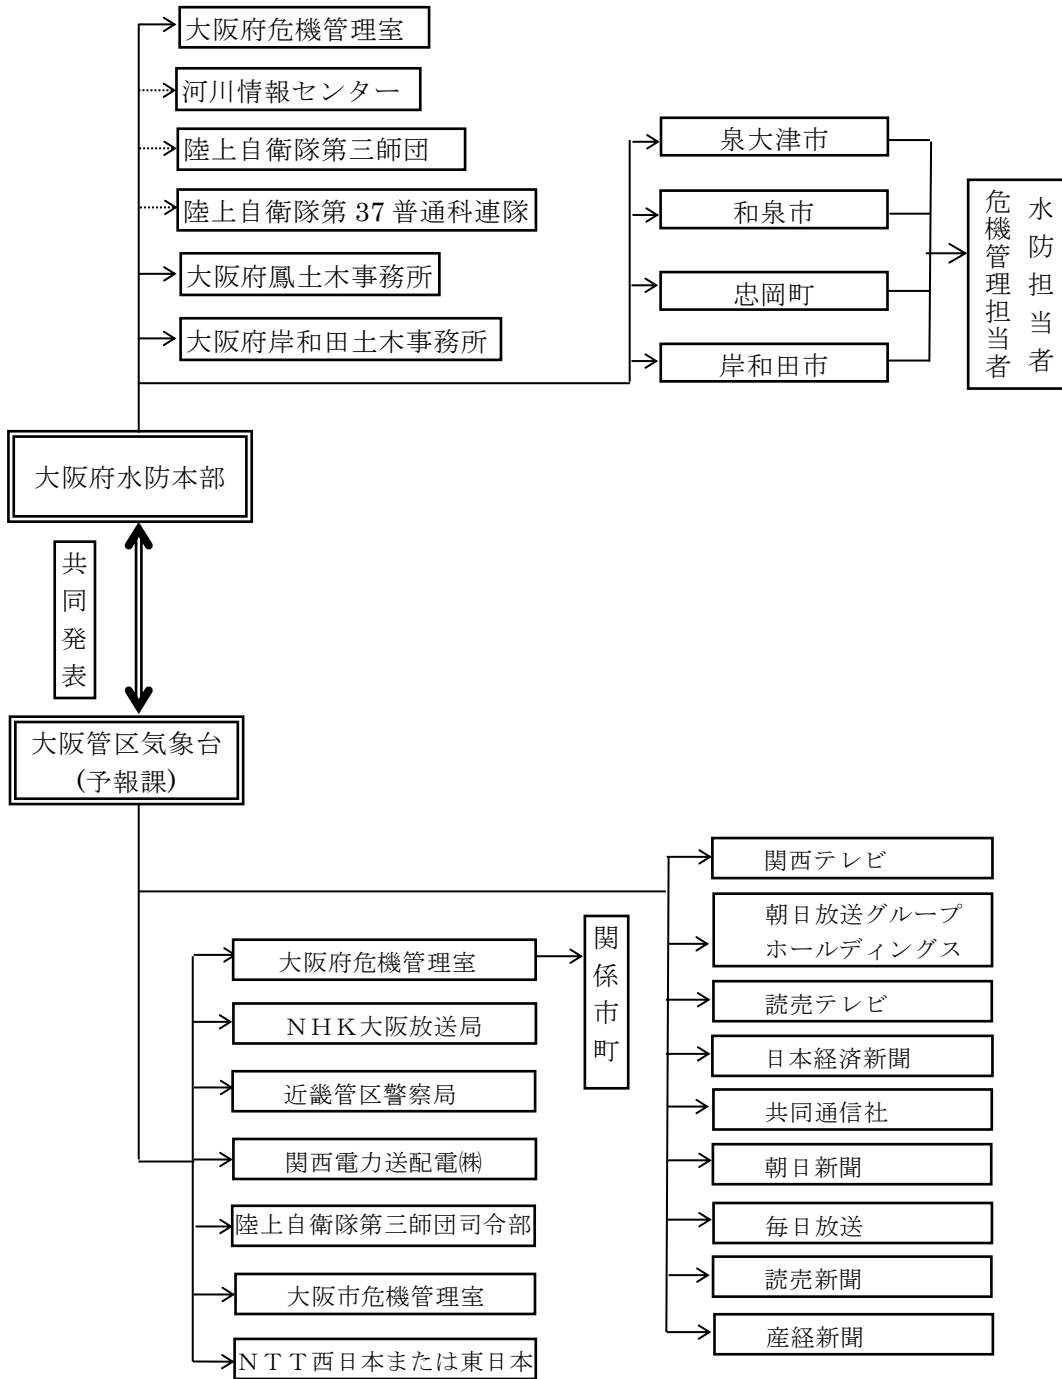 大阪府危機管理室
河川情報センター
陸上自衛隊第三師団
陸上自衛隊第 37 普通科連隊
大阪府鳳土木事務所
大阪府岸和田土木事務所
泉大津市
和泉市
忠岡町
岸和田市
水防担当者
危機管理担当者
大阪府水防本部
共同発表
大阪管区気象台
(予報課)
大阪府危機管理室
関係市町
ＮＨＫ大阪放送局
近畿管区警察局
関西電力送配電㈱
陸上自衛隊第三師団司令部
大阪市危機管理室
ＮＴＴ西日本または東日本
関西テレビ
朝日放送グループ
ホールディングス
読売テレビ
日本経済新聞
共同通信社
朝日新聞
毎日放送
読売新聞
産経新聞